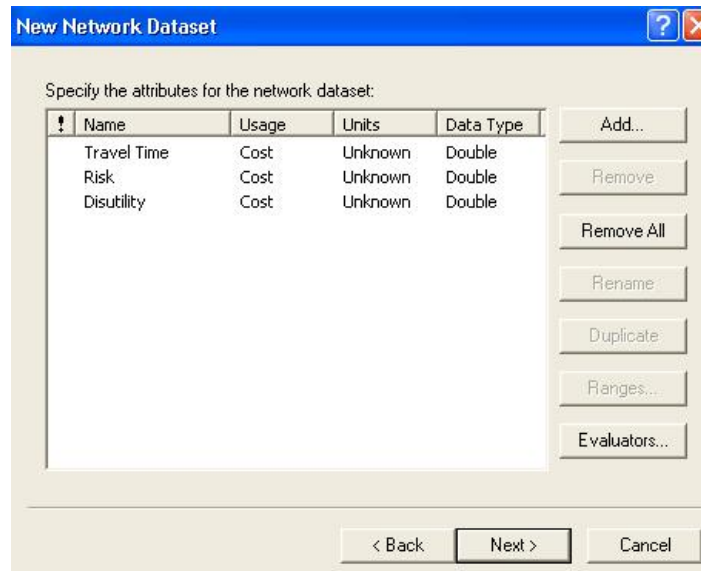 New Network Dataset
Specify the attributes for the network dataset:
! Name Usage Units Data Type
Travel Time Cost Unknown Double
Risk Cost Unknown Double
Disutility Cost Unknown Double
Add...
Remove
Remove All
Rename
Duplicate
Ranges...
Evaluators...
< Back Next > Cancel